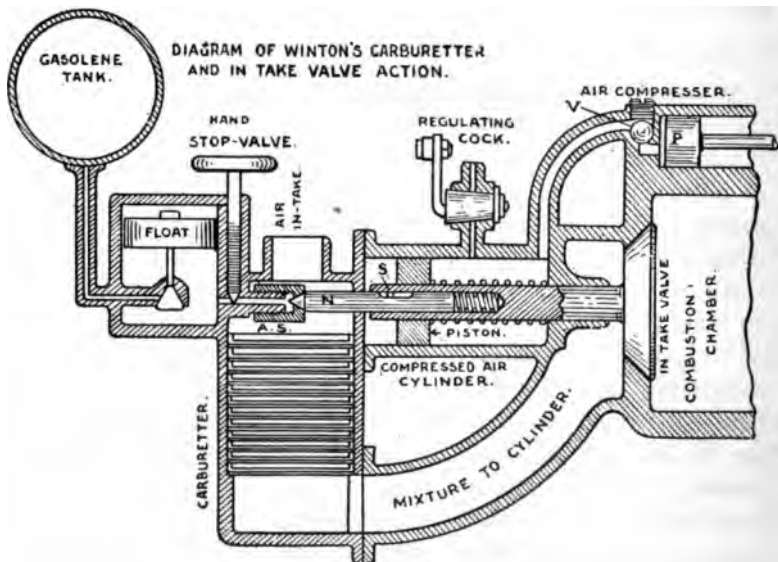 DIAGRAM OF WINTON'S CARBURETTER
AND IN TAKE VALVE ACTION.
GASOLENE
TANK.
HAND
STOP-VALVE.
AIR
IN-TAKE.
REGULATING
COCK.
AIR COMPRESSER.
V
P
FLOAT
S
N
A.S.
PISTON.
COMPRESSED AIR
CYLINDER.
IN TAKE VALVE
COMBUSTION
CHAMBER.
CARBURETTER.
MIXTURE TO CYLINDER.